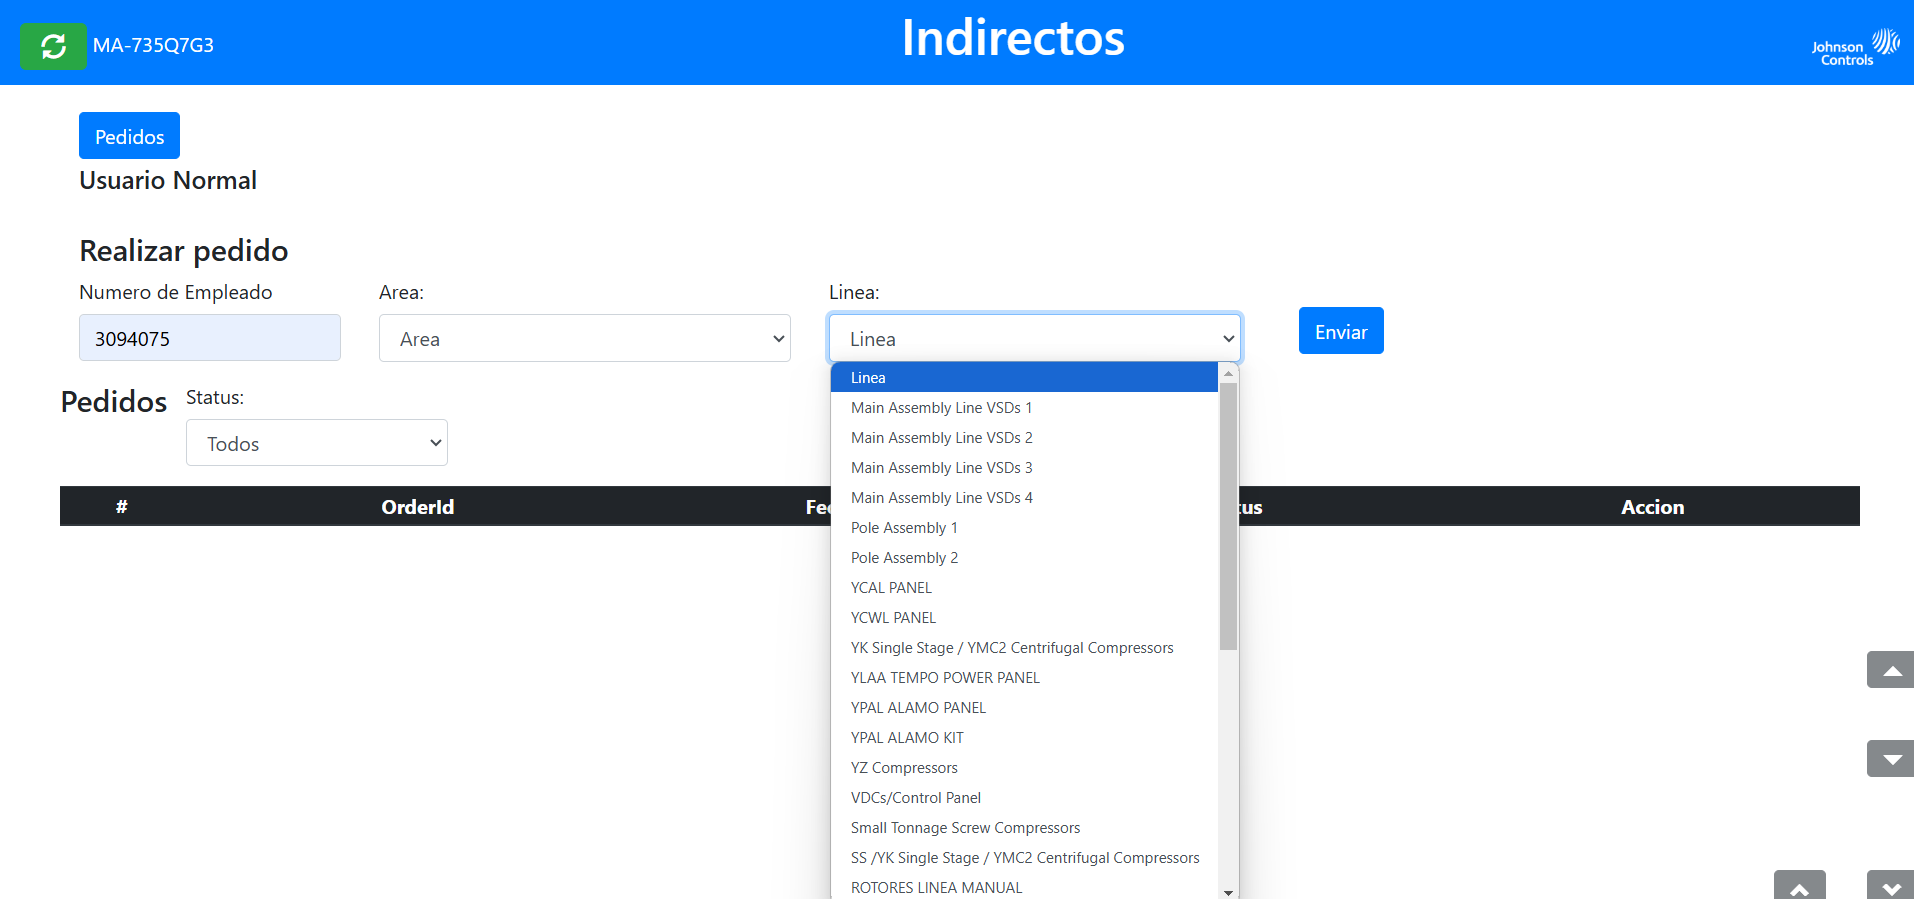 MA-735Q7G3
Indirectos
Johnson
Controls
Pedidos
Usuario Normal
Realizar pedido
Numero de Empleado
Area:
Linea:
3094075
Area
Linea
Enviar
Pedidos
Status:
Todos
# OrderId Accion
Linea
Main Assembly Line VSDs 1
Main Assembly Line VSDs 2
Main Assembly Line VSDs 3
Main Assembly Line VSDs 4
Pole Assembly 1
Pole Assembly 2
YCAL PANEL
YCWL PANEL
YK Single Stage / YMC2 Centrifugal Compressors
YLAA TEMPO POWER PANEL
YPAL ALAMO PANEL
YPAL ALAMO KIT
YZ Compressors
VDCs/Control Panel
Small Tonnage Screw Compressors
SS /YK Single Stage / YMC2 Centrifugal Compressors
ROTORES LINEA MANUAL